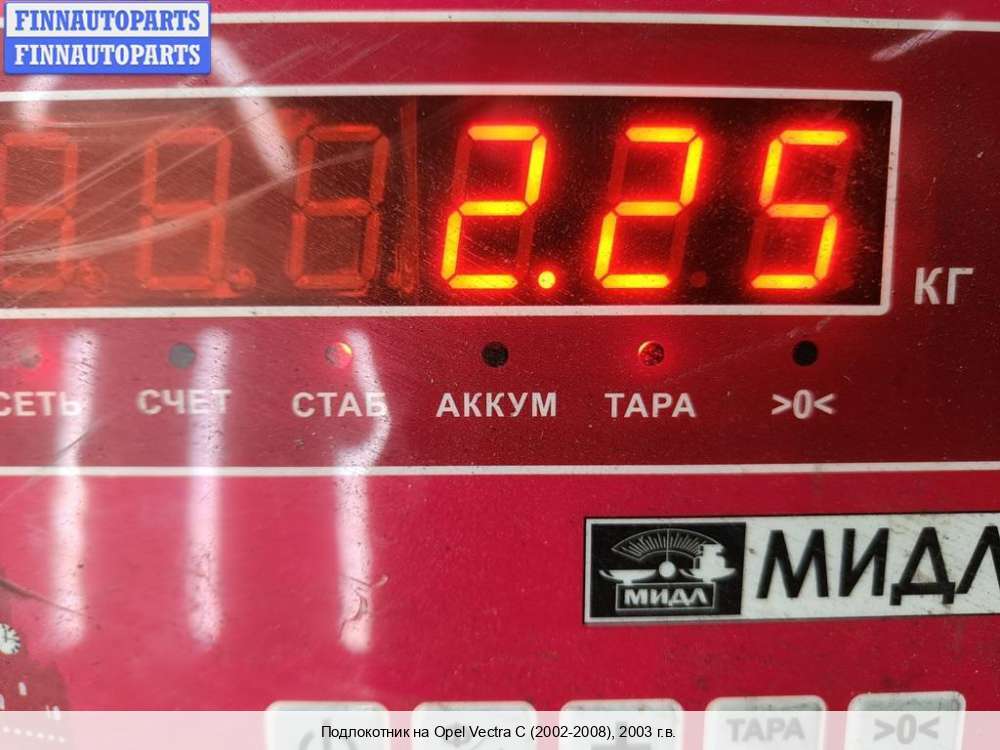 FINNAUTOPARTS
FINNAUTOPARTS
2.25
КГ
СЕТЬ СЧЕТ СТАБ АККУМ ТАРА >0<
МИДЛ МИДЛ
ТАРА >0<
Подлокотник на Opel Vectra C (2002-2008), 2003 г.в.